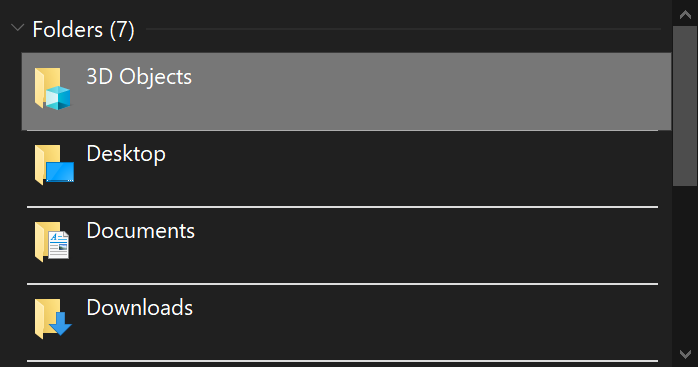 Folders (7)
3D Objects
Desktop
Documents
Downloads